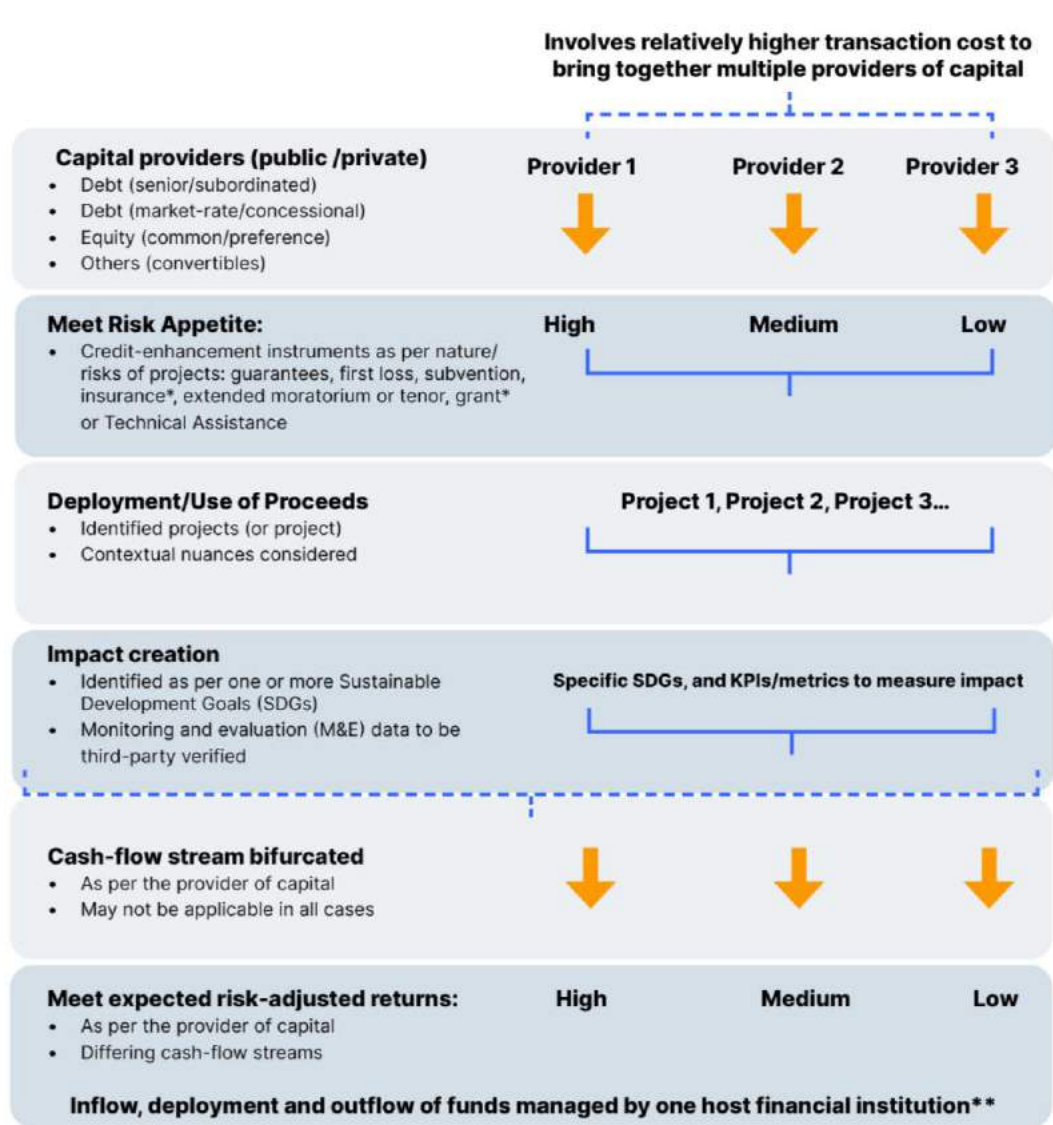 Involves relatively higher transaction cost to
bring together multiple providers of capital
Capital providers (public /private)
• Debt (senior/subordinated)
• Debt (market-rate/concessional)
• Equity (common/preference)
• Others (convertibles)
Provider 1 Provider 2 Provider 3
Meet Risk Appetite:
• Credit-enhancement instruments as per nature/
risks of projects: guarantees, first loss, subvention,
insurance*, extended moratorium or tenor, grant*
or Technical Assistance
High Medium Low
Deployment/Use of Proceeds
• Identified projects (or project)
• Contextual nuances considered
Project 1, Project 2, Project 3...
Impact creation
• Identified as per one or more Sustainable
Development Goals (SDGs)
• Monitoring and evaluation (M&E) data to be
third-party verified
Specific SDGs, and KPIs/metrics to measure impact
Cash-flow stream bifurcated
• As per the provider of capital
• May not be applicable in all cases
Meet expected risk-adjusted returns:
• As per the provider of capital
• Differing cash-flow streams
High Medium Low
Inflow, deployment and outflow of funds managed by one host financial institution**